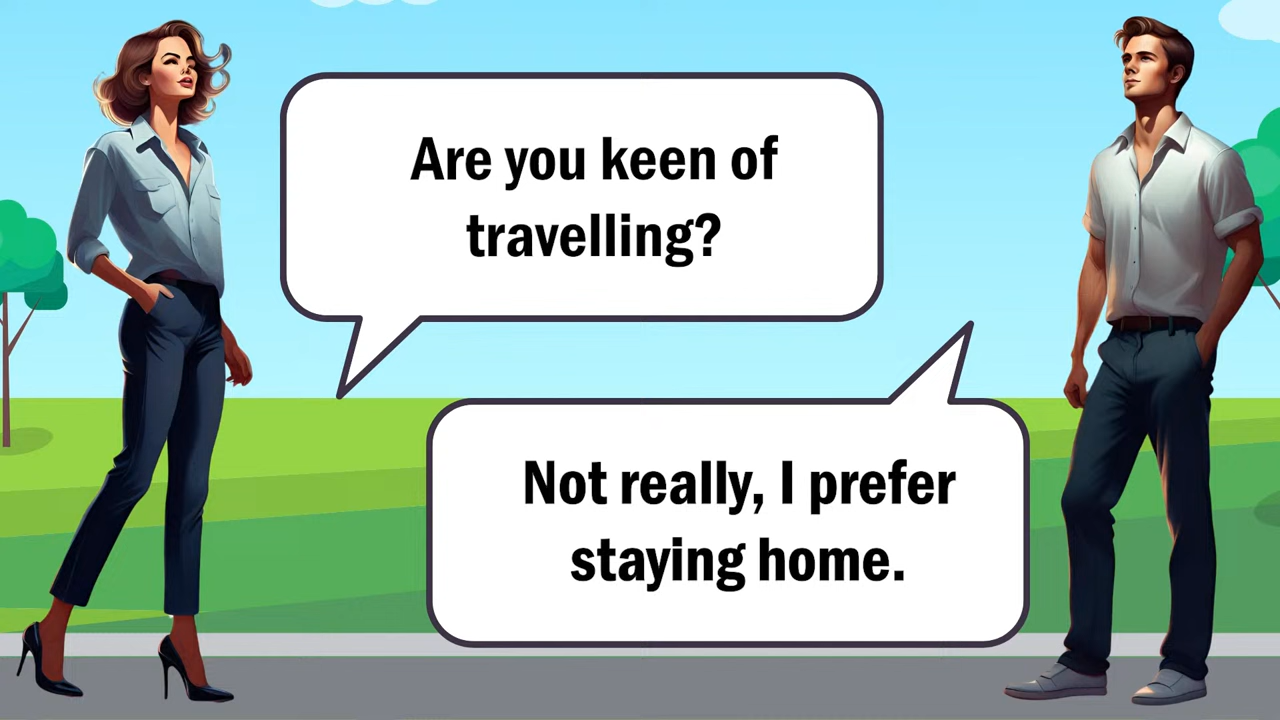 Are you keen of
travelling?
Not really, I prefer
staying home.